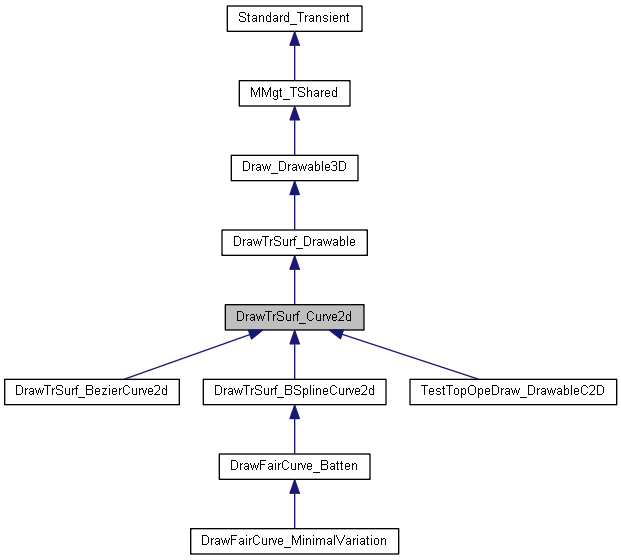 Standard_Transient
MMgt_TShared
Draw_Drawable3D
DrawTrSurf_Drawable
DrawTrSurf_Curve2d
DrawTrSurf_BezierCurve2d
DrawTrSurf_BSplineCurve2d
TestTopOpeDraw_DrawableC2D
DrawFairCurve_Batten
DrawFairCurve_MinimalVariation